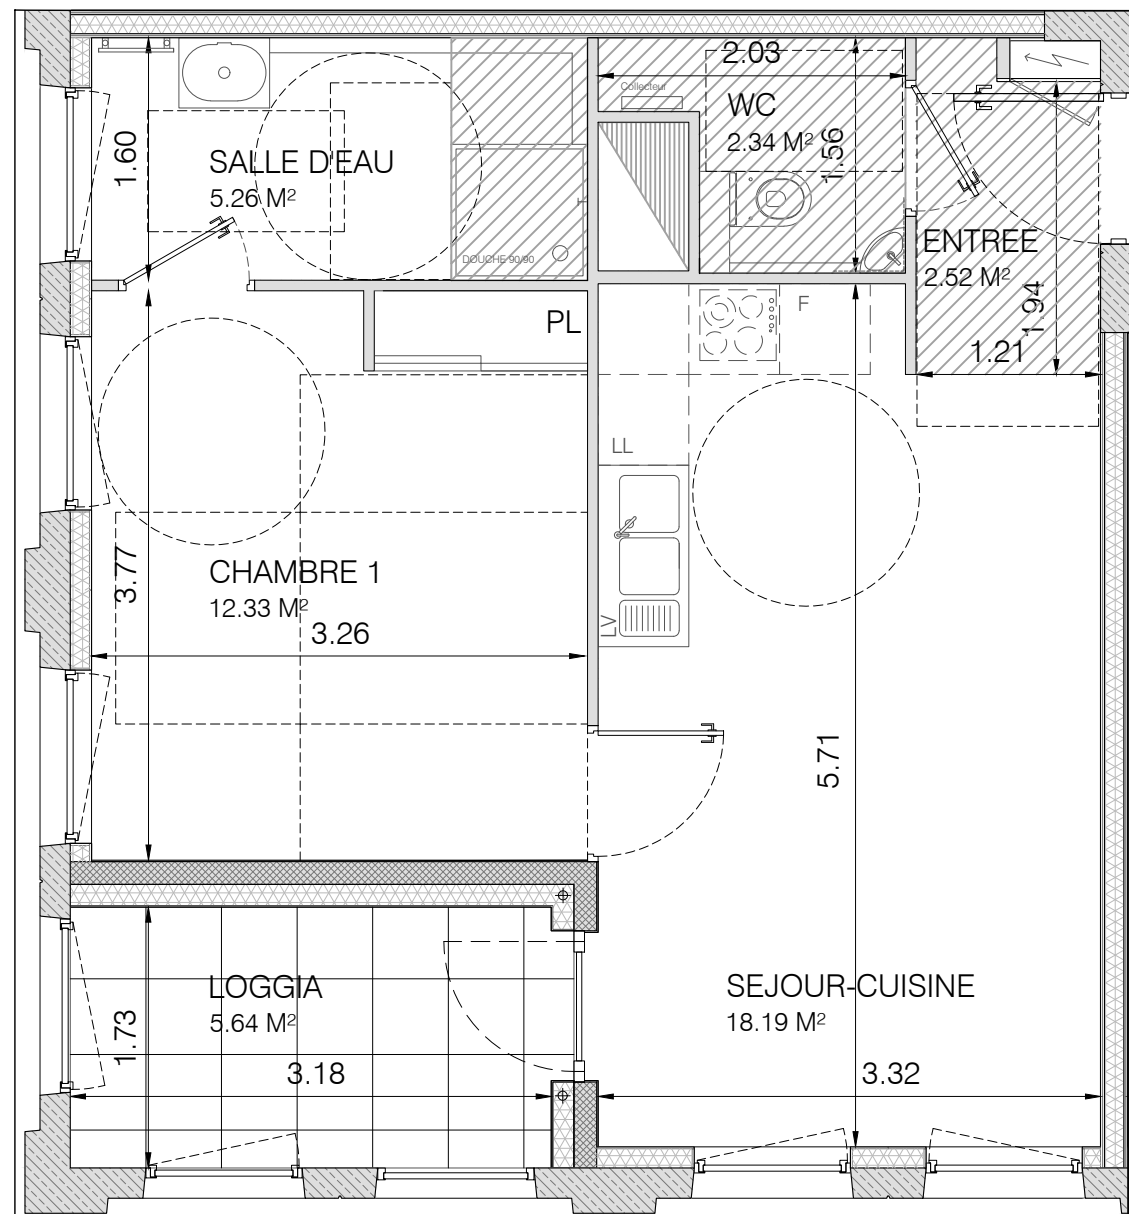 2.03
Collecteur
WC
2.34 M²
1.56
1.60
SALLE D'EAU
5.26 M²
DOUCHE 90/90
ENTREE
2.52 M²
1.94
1.21
PL
F
LL
LV
3.77
CHAMBRE 1
12.33 M²
3.26
5.71
LOGGIA
5.64 M²
1.73
3.18
SEJOUR-CUISINE
18.19 M²
3.32